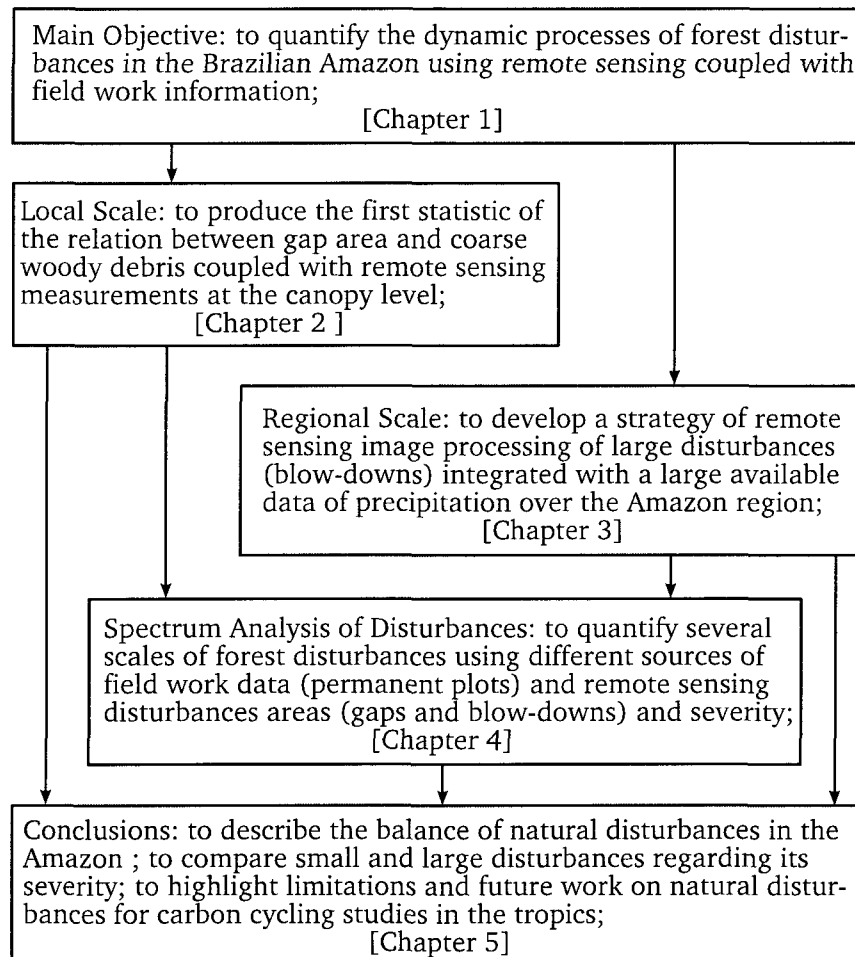 Main Objective: to quantify the dynamic processes of forest distur-
bances in the Brazilian Amazon using remote sensing coupled with
field work information;
[Chapter 1]
Local Scale: to produce the first statistic of
the relation between gap area and coarse
woody debris coupled with remote sensing
measurements at the canopy level;
[Chapter 2 ]
Regional Scale: to develop a strategy of remote
sensing image processing of large disturbances
(blow-downs) integrated with a large available
data of precipitation over the Amazon region;
[Chapter 3]
Spectrum Analysis of Disturbances: to quantify several
scales of forest disturbances using different sources of
field work data (permanent plots) and remote sensing
disturbances areas (gaps and blow-downs) and severity;
[Chapter 4]
Conclusions: to describe the balance of natural disturbances in the
Amazon ; to compare small and large disturbances regarding its
severity; to highlight limitations and future work on natural distur-
bances for carbon cycling studies in the tropics;
[Chapter 5]